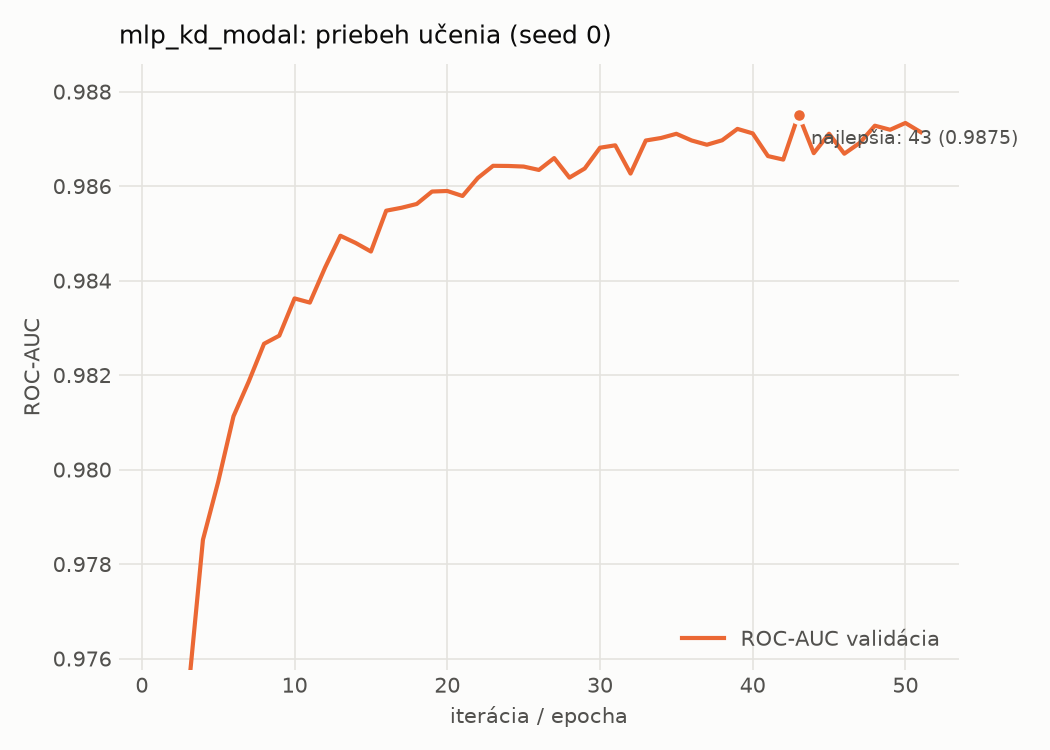 mlp_kd_modal: priebeh učenia (seed 0)
0.988
0.986
0.984
0.982
0.980
0.978
0.976
ROC-AUC
najlepšia: 43 (0.9875)
ROC-AUC validácia
0 10 20 30 40 50
iterácia / epocha